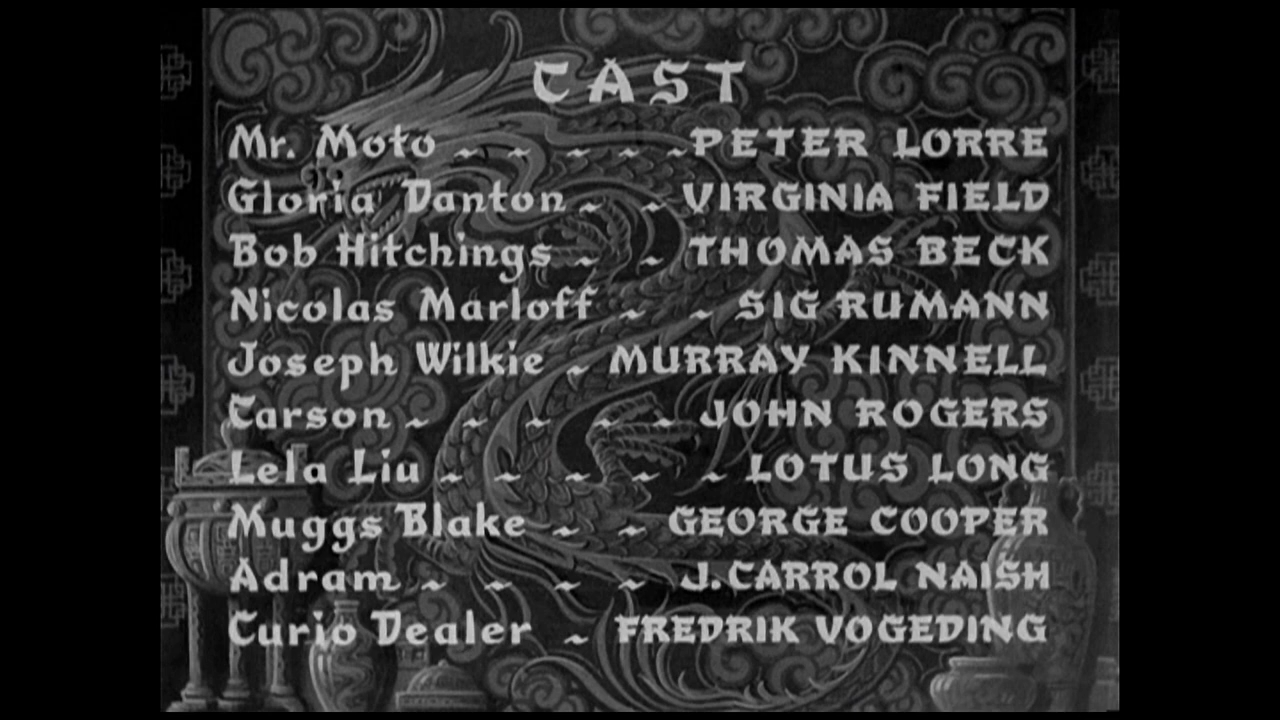 CAST
Mr. Moto ~ ~ ~ ~ ~ PETER LORRE
Gloria Danton ~ ~ VIRGINIA FIELD
Bob Hitchings ~ ~ THOMAS BECK
Nicolas Marloff ~ ~ SIG RUMANN
Joseph Wilkie ~ MURRAY KINNELL
Carson ~ ~ ~ ~ ~ JOHN ROGERS
Lela Liu ~ ~ ~ ~ ~ LOTUS LONG
Muggs Blake ~ ~ GEORGE COOPER
Adram ~ ~ ~ ~ J. CARROL NAISH
Curio Dealer ~ FREDRIK VOGEDING